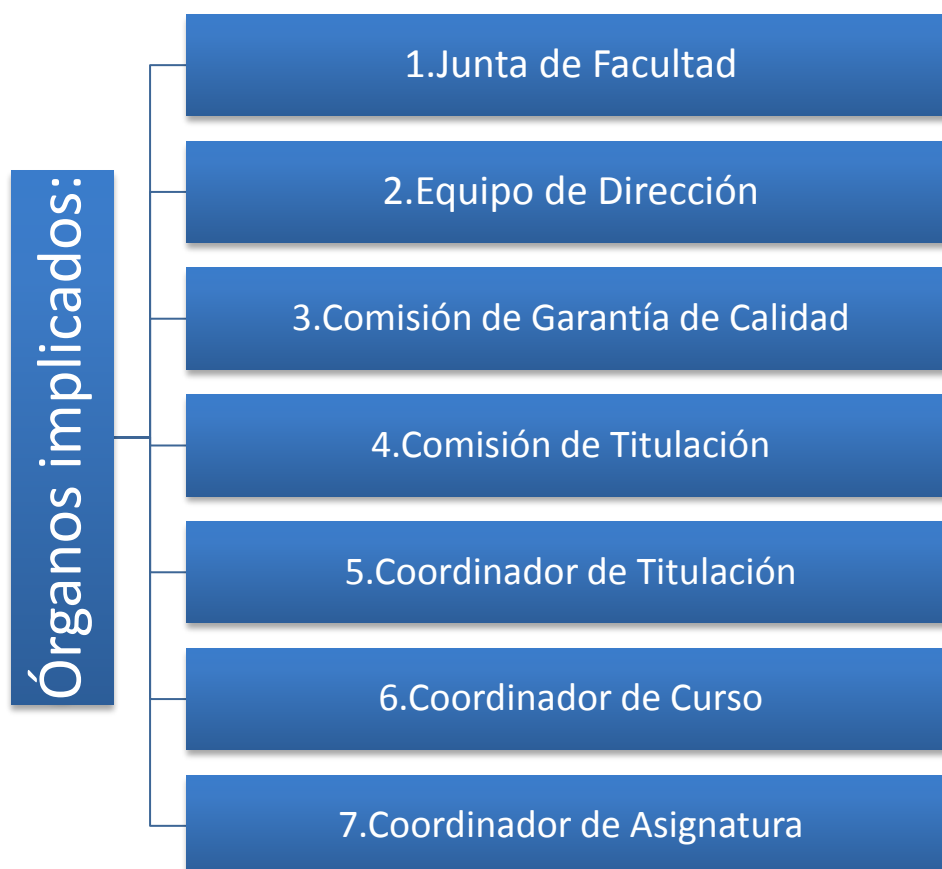 Órganos implicados:
1.Junta de Facultad
2.Equipo de Dirección
3.Comisión de Garantía de Calidad
4.Comisión de Titulación
5.Coordinador de Titulación
6.Coordinador de Curso
7.Coordinador de Asignatura